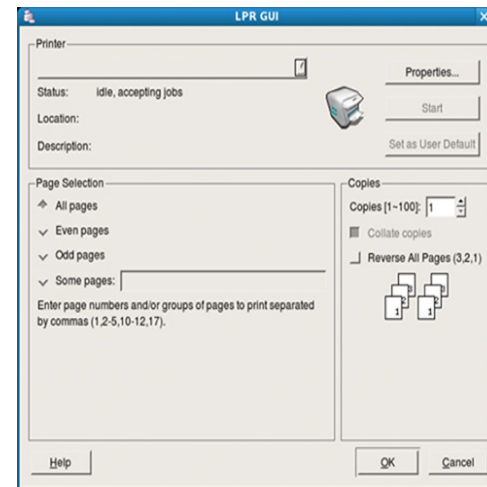 LPR GUI
Printer
Properties...
Status: idle, accepting jobs
Start
Location:
Description:
Set as User Default
Page Selection
All pages
Even pages
Odd pages
Some pages:
Enter page numbers and/or groups of pages to print separated
by commas (1,2-5,10-12,17).
Copies
Copies [1~100]: 1
Collate copies
Reverse All Pages (3,2,1)
3 3
2 2
1 1
Help
OK
Cancel